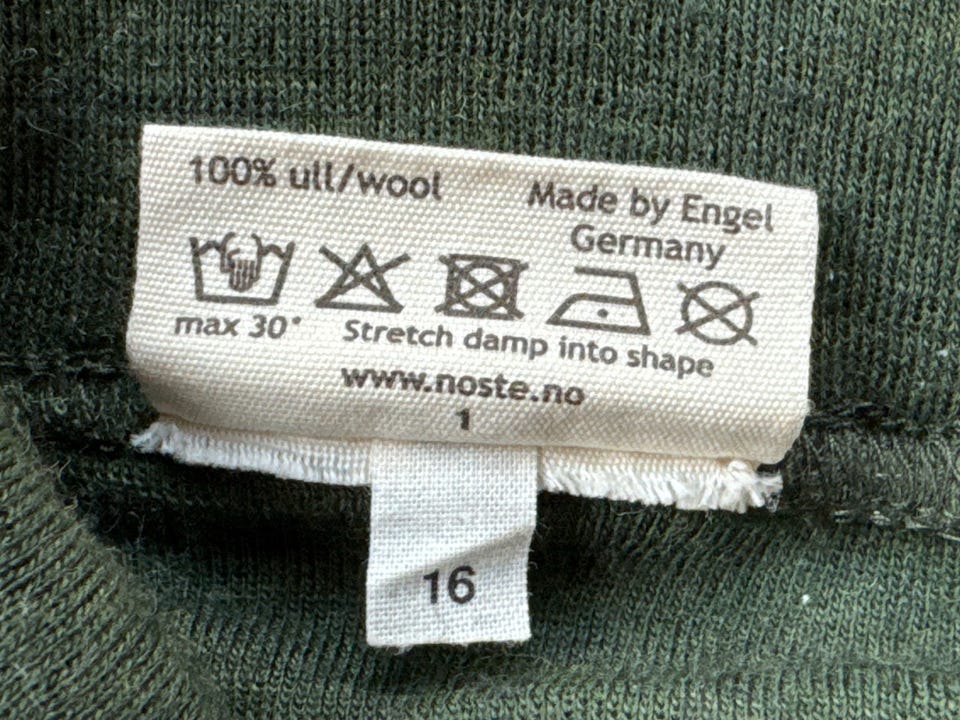 100% ull/wool
Made by Engel
Germany
max 30°
Stretch damp into shape
www.noste.no
1
16